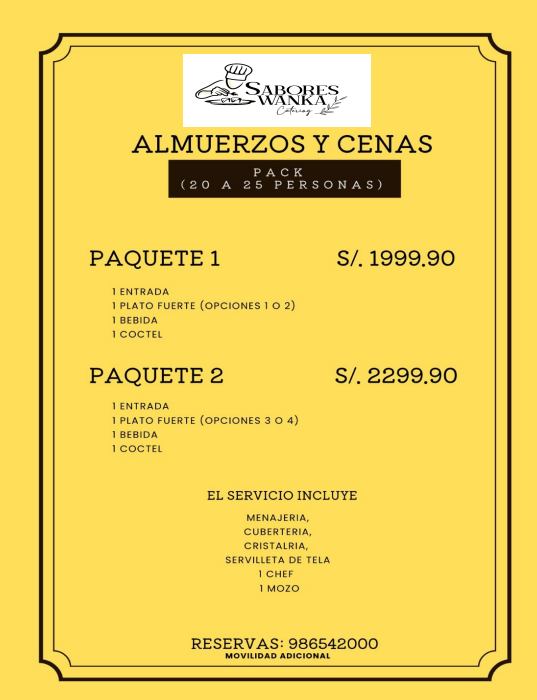 SABORES
WANKA
Catering
ALMUERZOS Y CENAS
PACK
(20 A 25 PERSONAS)
PAQUETE 1 S/. 1999.90
1 ENTRADA
1 PLATO FUERTE (OPCIONES 1 O 2)
1 BEBIDA
1 COCTEL
PAQUETE 2 S/. 2299.90
1 ENTRADA
1 PLATO FUERTE (OPCIONES 3 O 4)
1 BEBIDA
1 COCTEL
EL SERVICIO INCLUYE
MENAJERIA,
CUBERTERIA,
CRISTALRIA,
SERVILLETA DE TELA
1 CHEF
1 MOZO
RESERVAS: 986542000
MOVILIDAD ADICIONAL